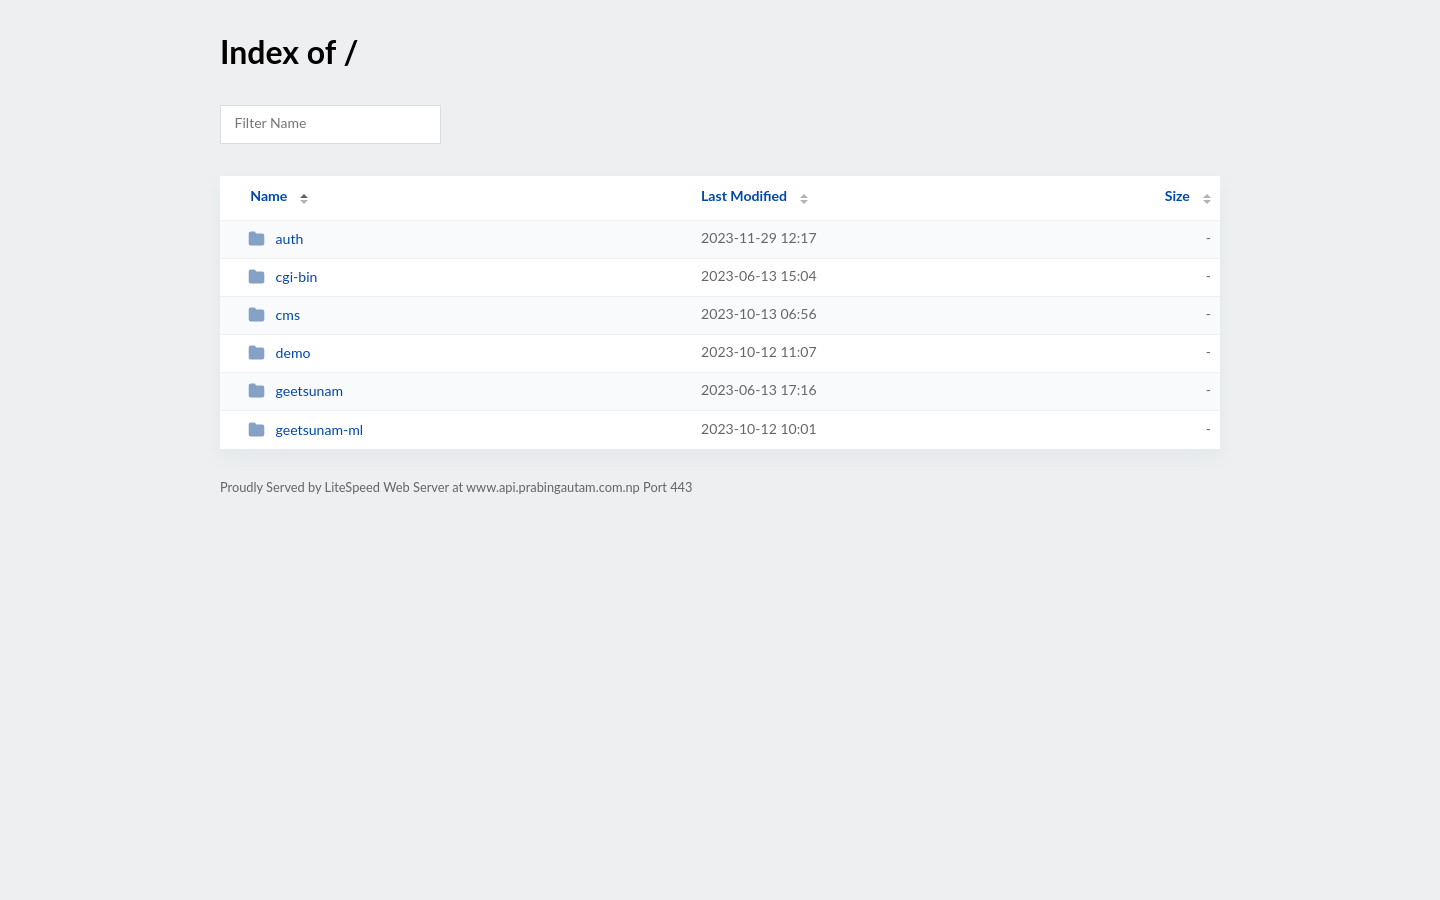 Index of /
Filter Name
Name Last Modified Size
auth 2023-11-29 12:17 -
cgi-bin 2023-06-13 15:04 -
cms 2023-10-13 06:56 -
demo 2023-10-12 11:07 -
geetsunam 2023-06-13 17:16 -
geetsunam-ml 2023-10-12 10:01 -
Proudly Served by LiteSpeed Web Server at www.api.prabingautam.com.np Port 443